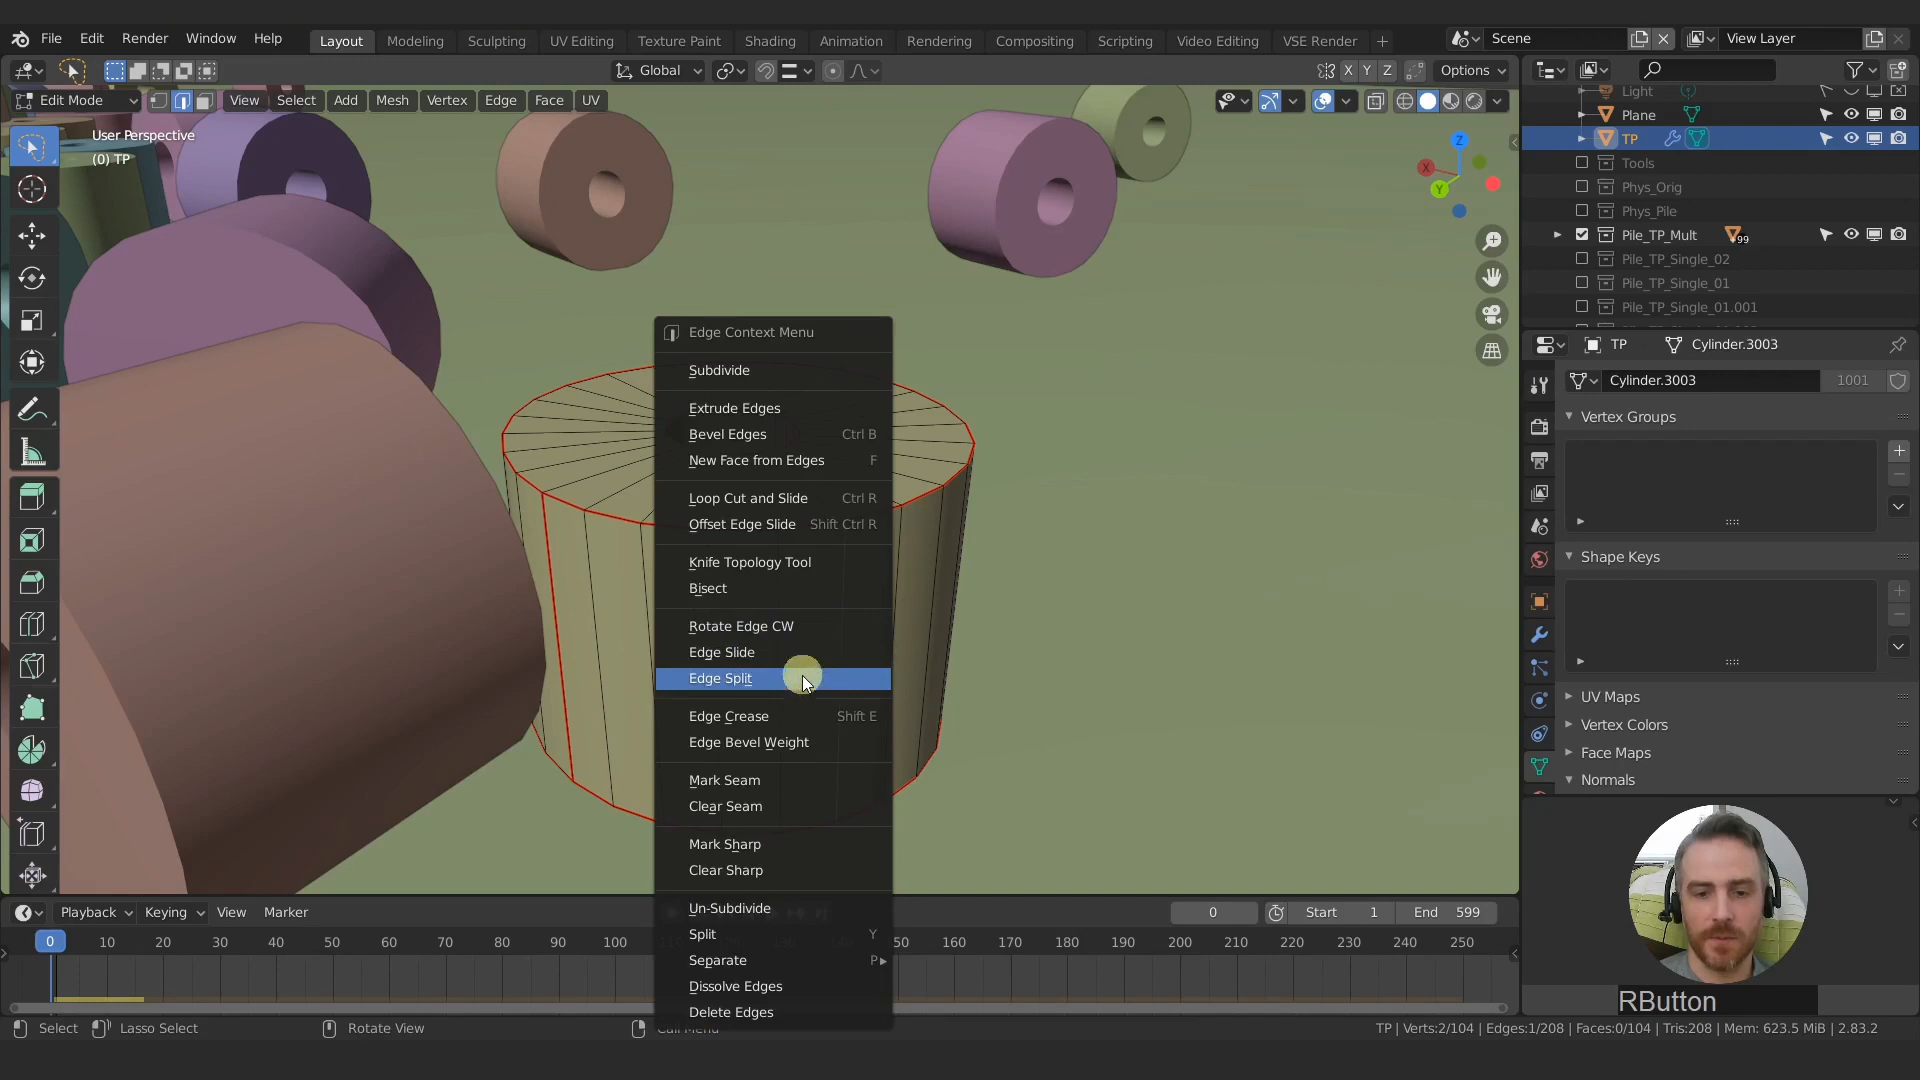 File Edit Render Window Help
Layout Modeling Sculpting UV Editing Texture Paint Shading Animation Rendering Compositing Scripting Video Editing VSE Render +
Scene View Layer
Global X Y Z Options
Edit Mode View Select Add Mesh Vertex Edge Face UV
User Perspective
(0) TP
Z
X
Y
Light
Plane
TP
Tools
Phys_Orig
Phys_Pile
Pile_TP_Mult 99
Pile_TP_Single_02
Pile_TP_Single_01
Pile_TP_Single_01.001
Edge Context Menu
Subdivide
Extrude Edges
Bevel Edges Ctrl B
New Face from Edges F
Loop Cut and Slide Ctrl R
Offset Edge Slide Shift Ctrl R
Knife Topology Tool
Bisect
Rotate Edge CW
Edge Slide
Edge Split
Edge Crease Shift E
Edge Bevel Weight
Mark Seam
Clear Seam
Mark Sharp
Clear Sharp
Un-Subdivide
Split Y
Separate P
Dissolve Edges
Delete Edges
TP Cylinder.3003
Cylinder.3003 1001
Vertex Groups
Shape Keys
UV Maps
Vertex Colors
Face Maps
Normals
Playback Keying View Marker
0 Start 1 End 599
0 10 20 30 40 50 60 70 80 90 100 50 160 170 180 190 200 210 220 230 240 250
RButton
Select Lasso Select Rotate View Call Menu
TP | Verts:2/104 | Edges:1/208 | Faces:0/104 | Tris:208 | Mem: 623.5 MiB | 2.83.2